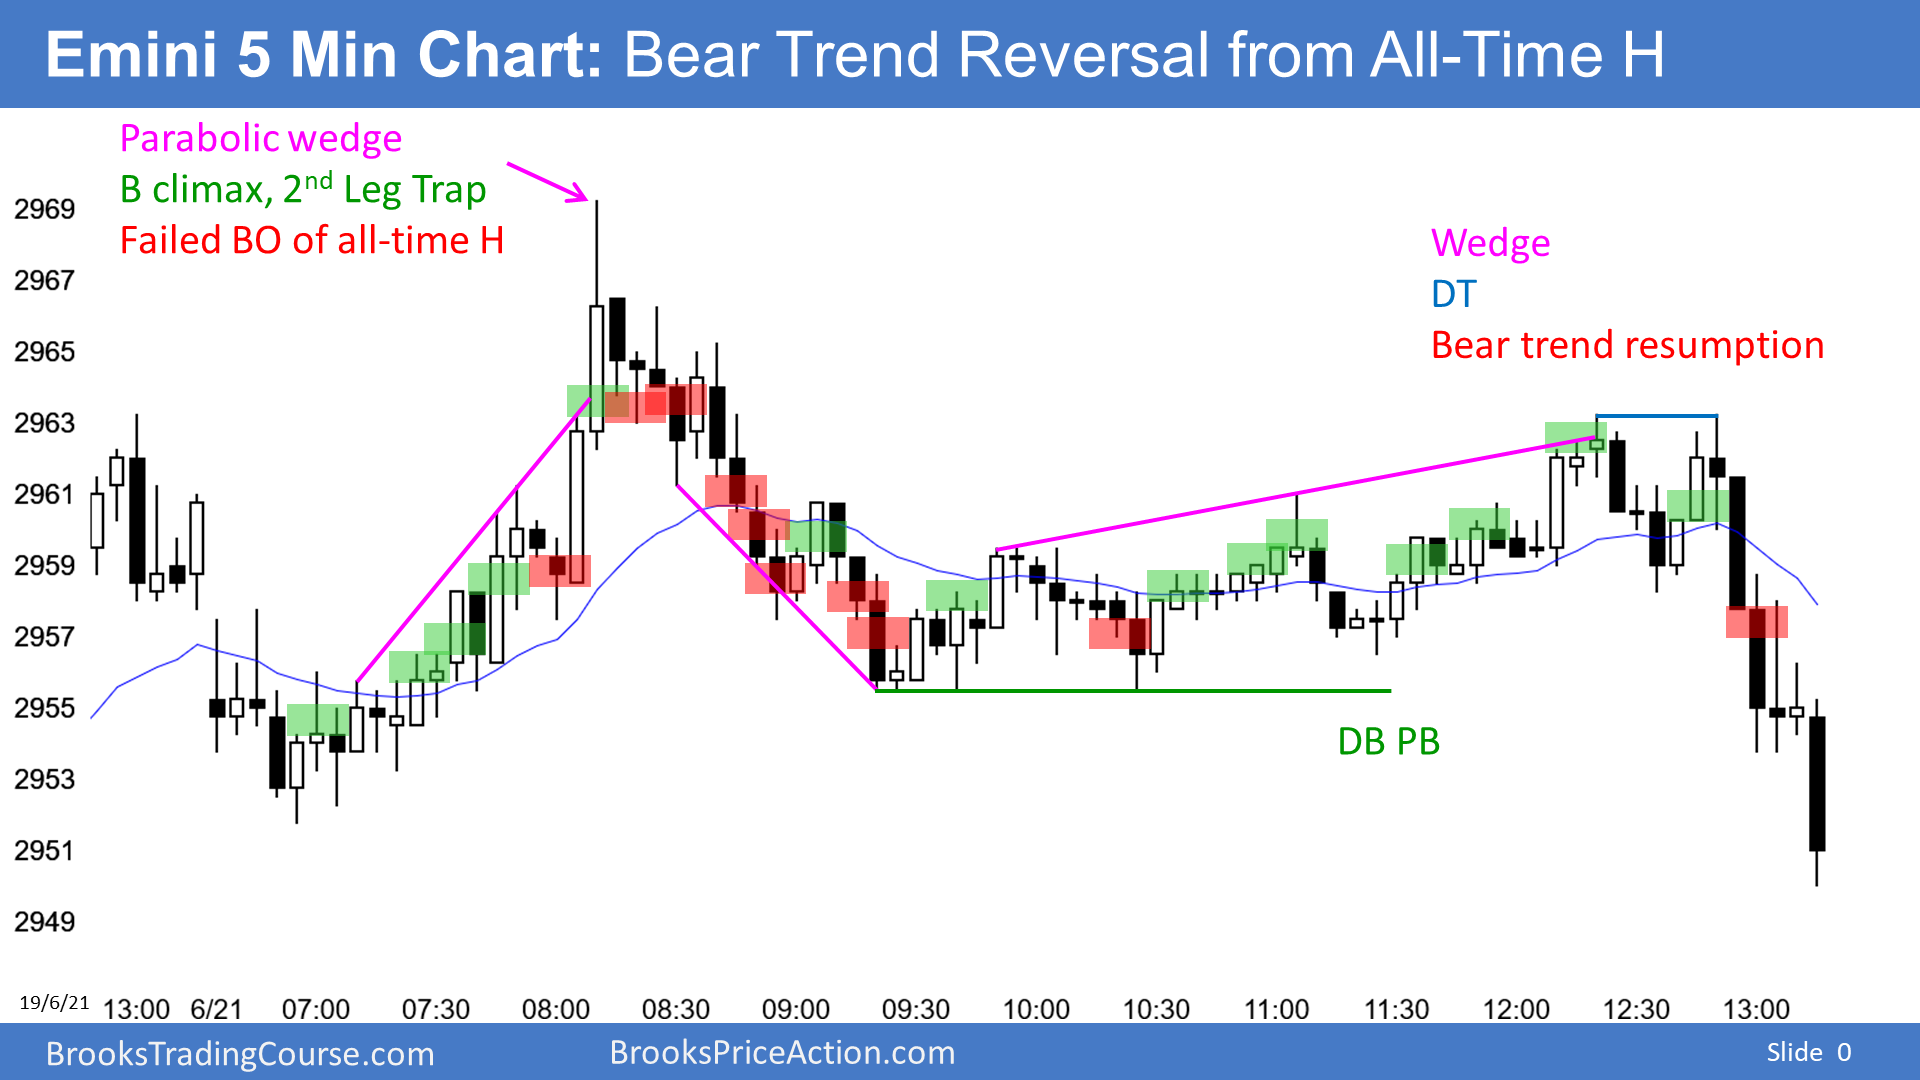 Emini 5 Min Chart: Bear Trend Reversal from All-Time H
Parabolic wedge
B climax, 2nd Leg Trap
Failed BO of all-time H
Wedge
DT
Bear trend resumption
DB PB
2969
2967
2965
2963
2961
2959
2957
2955
2953
2951
2949
19/6/21 13:00 6/21 07:00 07:30 08:00 08:30 09:00 09:30 10:00 10:30 11:00 11:30 12:00 12:30 13:00
BrooksTradingCourse.com BrooksPriceAction.com Slide 0